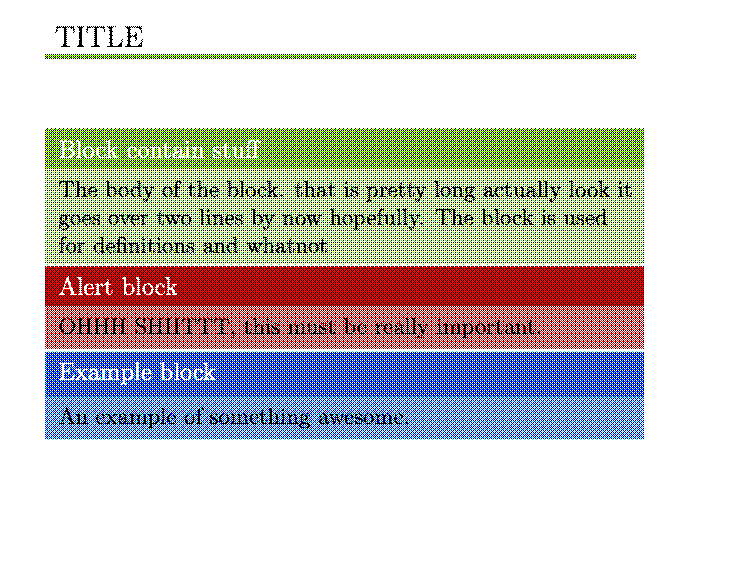 TITLE
Block contain stuff
The body of the block. that is pretty long actually look it
goes over two lines by now hopefully. The block is used
for definitions and whatnot
Alert block
OHHH SHIITTT, this must be really important.
Example block
An example of something awesome.